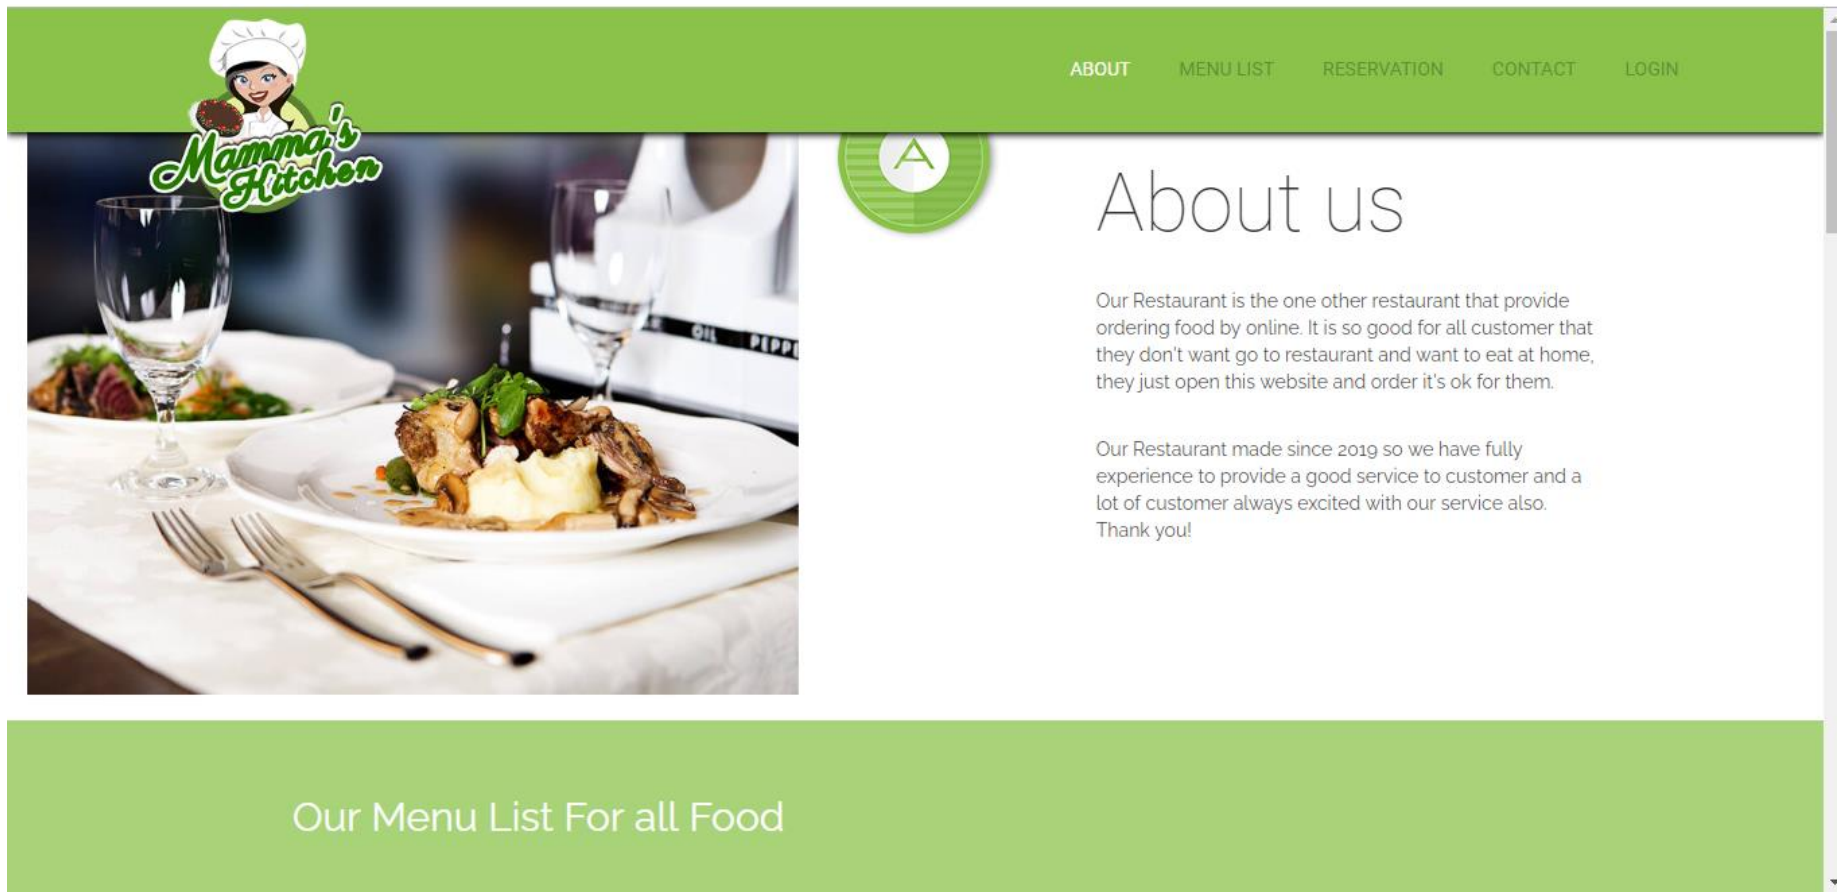 ABOUT MENU LIST RESERVATION CONTACT LOGIN
Mamma's
Kitchen
A
About us
Our Restaurant is the one other restaurant that provide
ordering food by online. It is so good for all customer that
they don't want go to restaurant and want to eat at home,
they just open this website and order it's ok for them.
Our Restaurant made since 2019 so we have fully
experience to provide a good service to customer and a
lot of customer always excited with our service also.
Thank you!
OIL PEPPE
Our Menu List For all Food